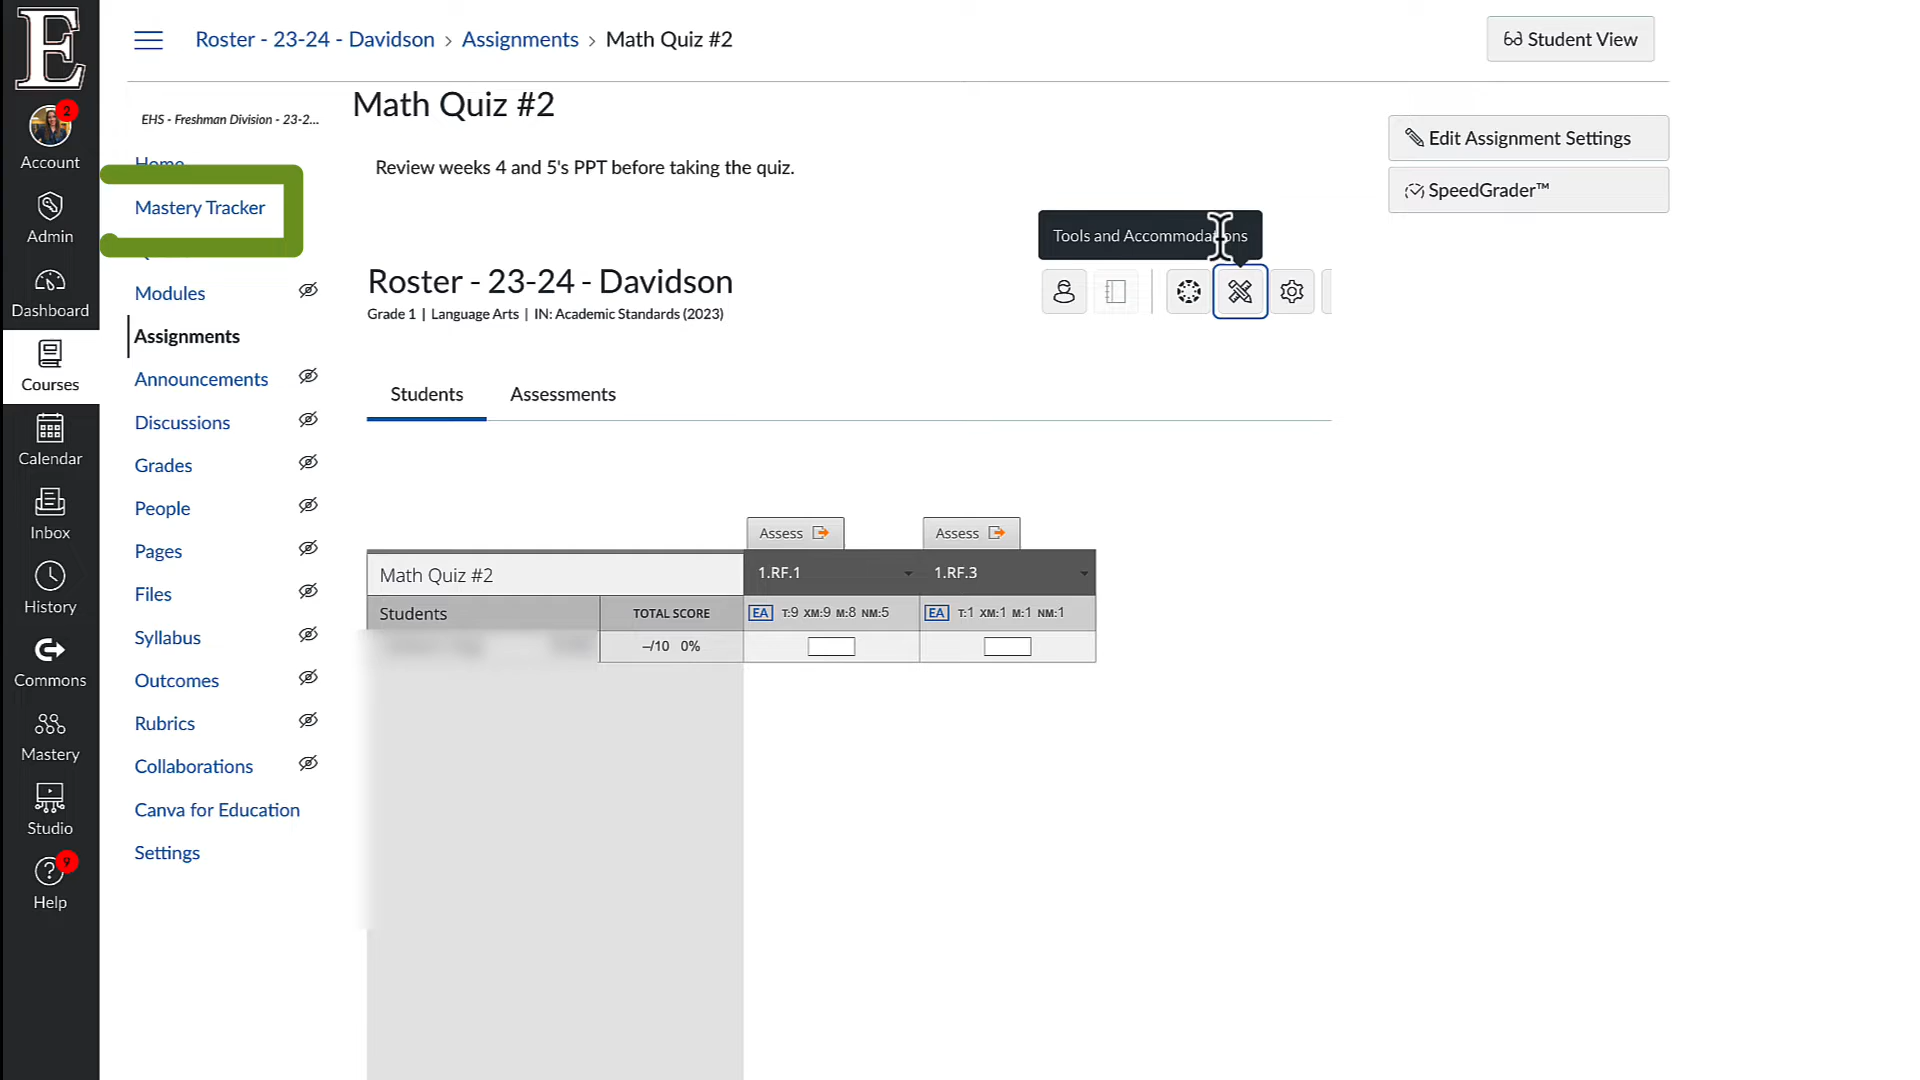 E
Roster - 23-24 - Davidson › Assignments › Math Quiz #2
Student View
2
Account
Admin
Dashboard
Courses
Calendar
Inbox
History
Commons
Mastery
Studio
9
Help
EHS - Freshman Division - 23-2...
Home
Mastery Tracker
Modules
Assignments
Announcements
Discussions
Grades
People
Pages
Files
Syllabus
Outcomes
Rubrics
Collaborations
Canva for Education
Settings
Math Quiz #2
Review weeks 4 and 5's PPT before taking the quiz.
Edit Assignment Settings
SpeedGrader™
Tools and Accommodations
Roster - 23-24 - Davidson
Grade 1 | Language Arts | IN: Academic Standards (2023)
Students Assessments
Assess Assess
Math Quiz #2 1.RF.1 1.RF.3
Students TOTAL SCORE EA T:9 XM:9 M:8 NM:5 EA T:1 XM:1 M:1 NM:1
–/10 0%